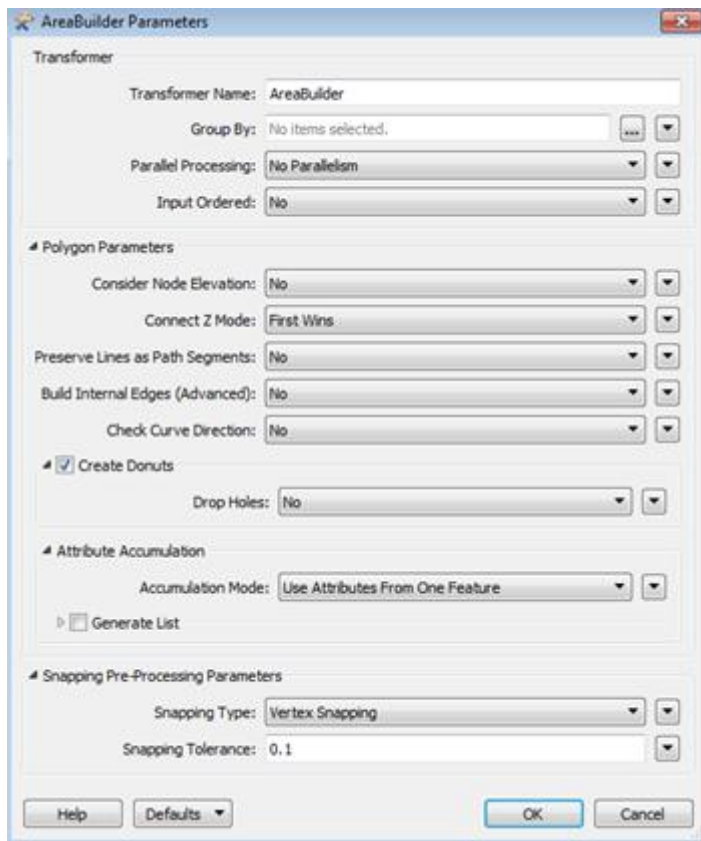 AreaBuilder Parameters
Transformer
Transformer Name: AreaBuilder
Group By: No items selected. ...
Parallel Processing: No Parallelism
Input Ordered: No
Polygon Parameters
Consider Node Elevation: No
Connect Z Mode: First Wins
Preserve Lines as Path Segments: No
Build Internal Edges (Advanced): No
Check Curve Direction: No
Create Donuts
Drop Holes: No
Attribute Accumulation
Accumulation Mode: Use Attributes From One Feature
Generate List
Snapping Pre-Processing Parameters
Snapping Type: Vertex Snapping
Snapping Tolerance: 0.1
Help Defaults OK Cancel